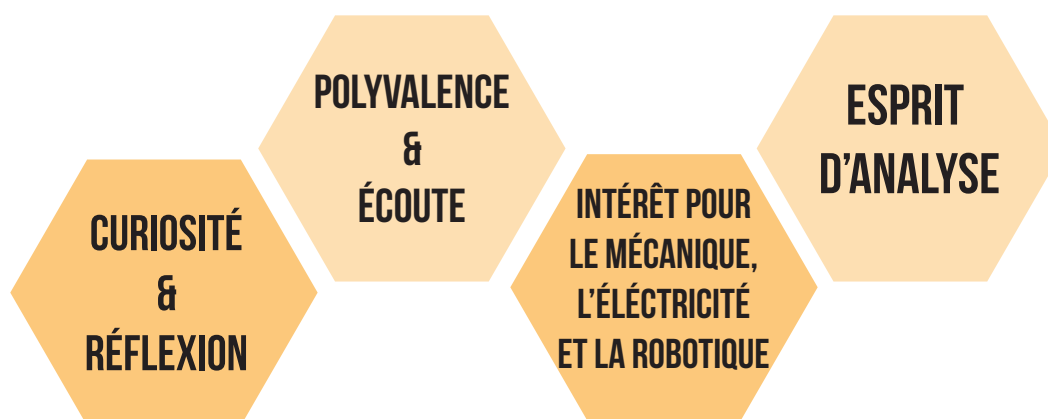 CURIOSITÉ
&
RÉFLEXION
POLYVALENCE
&
ÉCOUTE
INTÉRÊT POUR
LE MÉCANIQUE,
L'ÉLÉCTRICITÉ
ET LA ROBOTIQUE
ESPRIT
D'ANALYSE